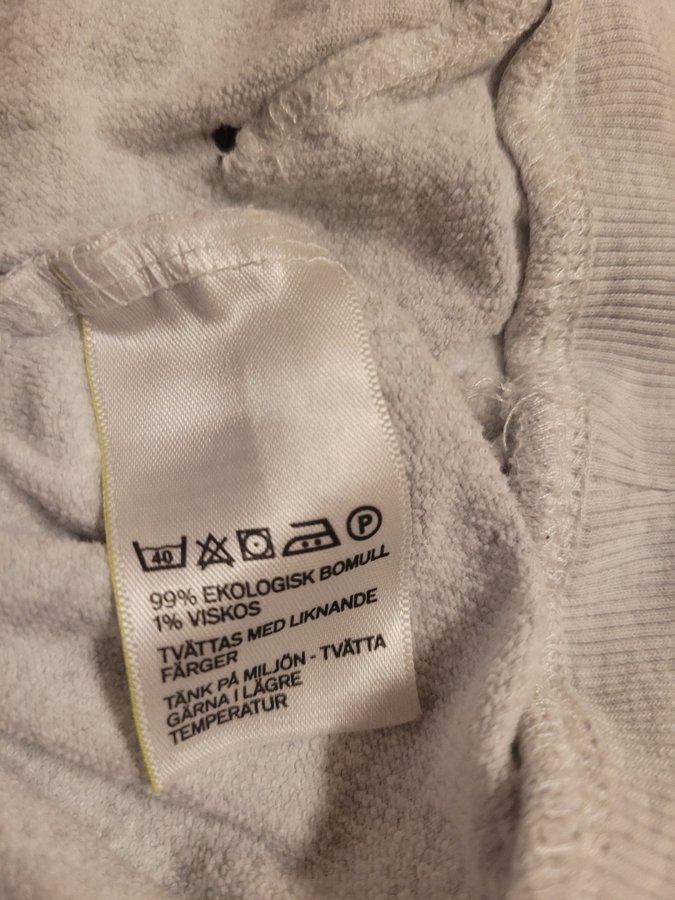 40 P
99% EKOLOGISK BOMULL
1% VISKOS
TVÄTTAS MED LIKNANDE
FÄRGER
TÄNK PÅ MILJÖN - TVÄTTA
GÄRNA I LÄGRE
TEMPERATUR